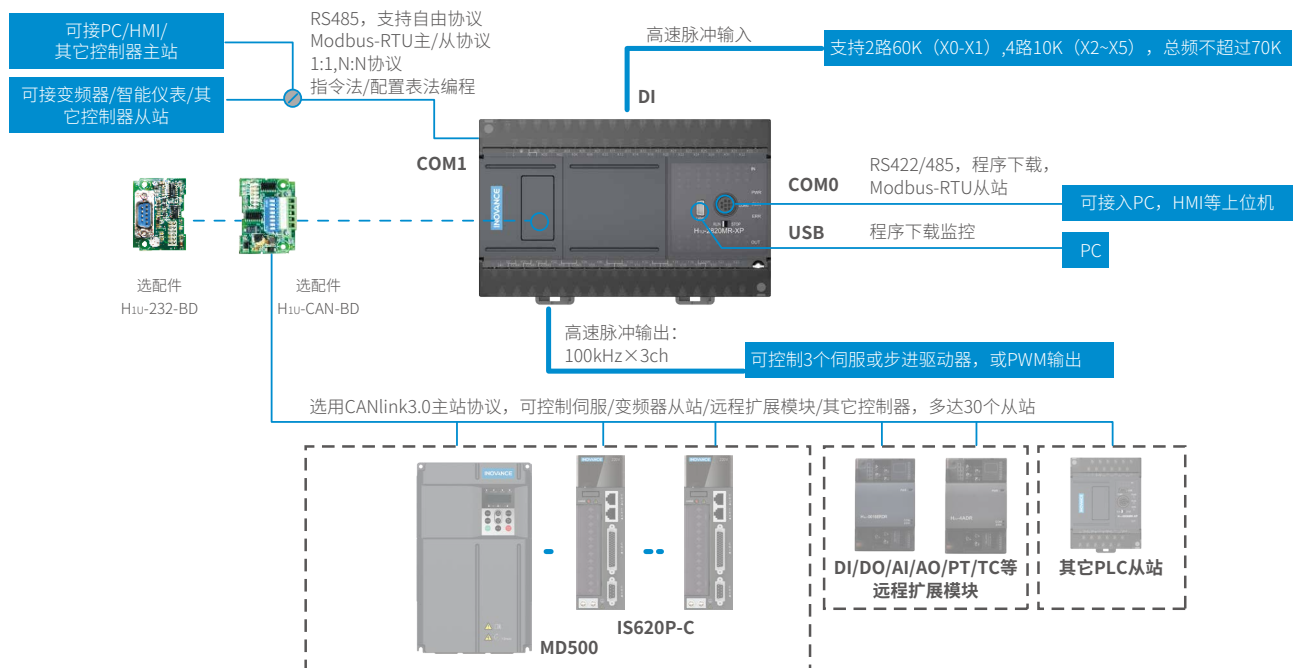 可接PC/HMI/
其它控制器主站
可接变频器/智能仪表/其
它控制器从站
RS485，支持自由协议
Modbus-RTU主/从协议
1:1,N:N协议
指令法/配置表法编程
高速脉冲输入
支持2路60K（X0-X1）,4路10K（X2~X5），总频不超过70K
DI
COM1
INOVANCE
IN
PWR
ERR
OUT
H1U-2820MR-XP
COM0
RS422/485，程序下载，
Modbus-RTU从站
可接入PC，HMI等上位机
USB
程序下载监控
PC
选配件
H1U-232-BD
选配件
H1U-CAN-BD
高速脉冲输出：
100kHz×3ch
可控制3个伺服或步进驱动器，或PWM输出
选用CANlink3.0主站协议，可控制伺服/变频器从站/远程扩展模块/其它控制器，多达30个从站
INOVANCE
MD500
IS620P-C
DI/DO/AI/AO/PT/TC等
远程扩展模块
其它PLC从站